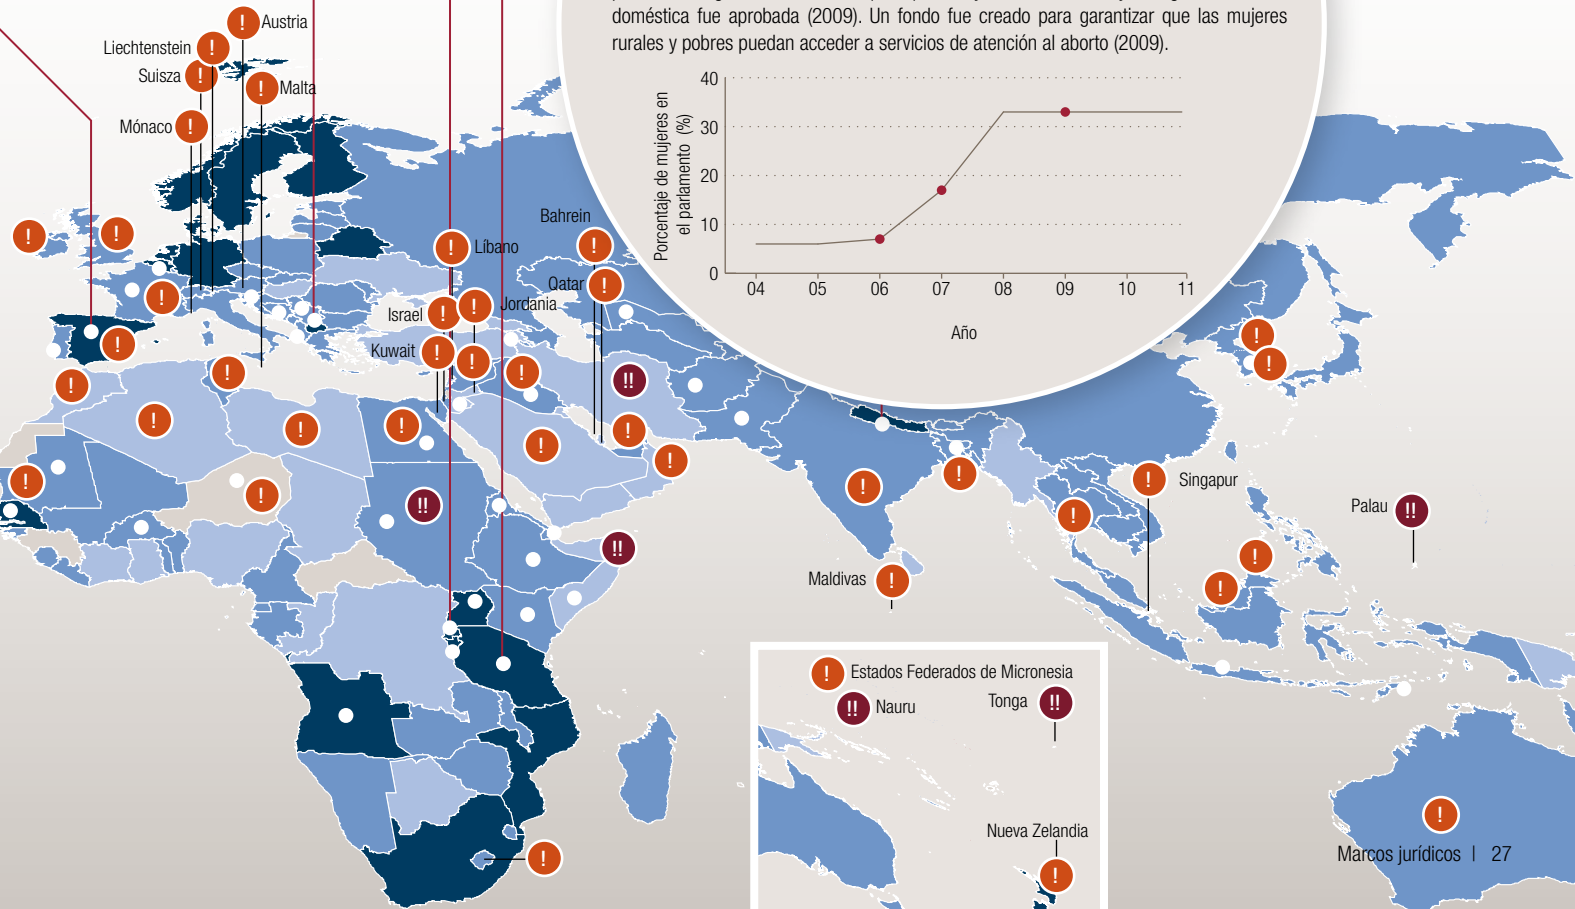 doméstica fue aprobada (2009). Un fondo fue creado para garantizar que las mujeres
rurales y pobres puedan acceder a servicios de atención al aborto (2009).
Porcentaje de mujeres en
el parlamento (%)
40
30
20
10
0
04 05 06 07 08 09 10 11
Año
Austria
Liechtenstein
Suisza
Malta
Mónaco
Bahrein
Líbano
Qatar
Israel
Jordania
Kuwait
Singapur
Palau
Maldivas
Estados Federados de Micronesia
Nauru
Tonga
Nueva Zelandia
Marcos jurídicos | 27